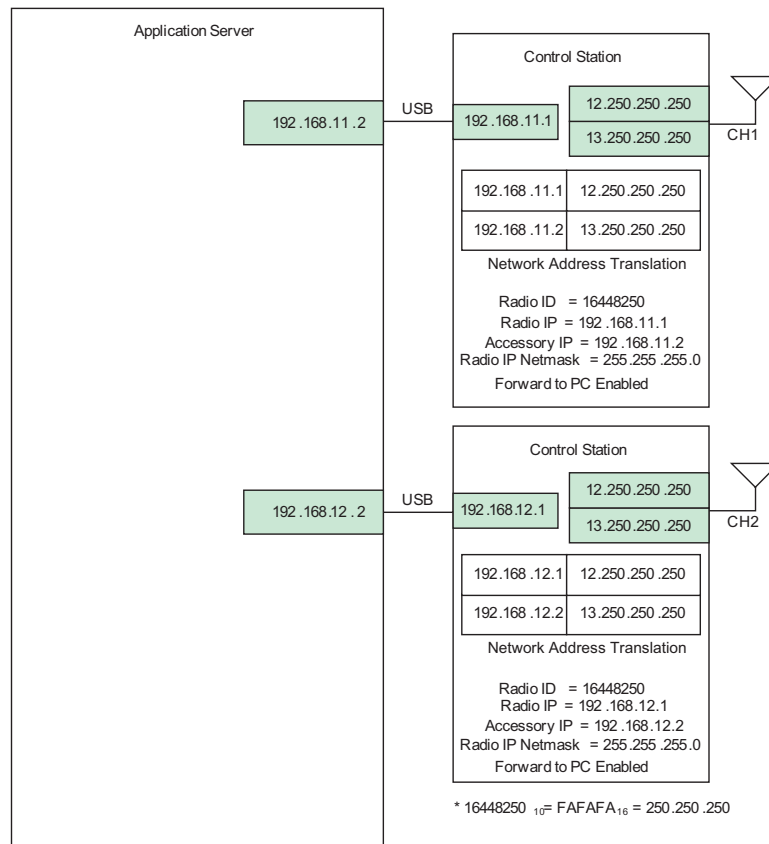 Application Server
Control Station
192.168.11.2
USB
192.168.11.1
12.250.250.250
13.250.250.250
CH1
192.168.11.1 12.250.250.250
192.168.11.2 13.250.250.250
Network Address Translation
Radio ID = 16448250
Radio IP = 192.168.11.1
Accessory IP = 192.168.11.2
Radio IP Netmask = 255.255.255.0
Forward to PC Enabled
Control Station
192.168.12.2
USB
192.168.12.1
12.250.250.250
13.250.250.250
CH2
192.168.12.1 12.250.250.250
192.168.12.2 13.250.250.250
Network Address Translation
Radio ID = 16448250
Radio IP = 192.168.12.1
Accessory IP = 192.168.12.2
Radio IP Netmask = 255.255.255.0
Forward to PC Enabled
* 16448250 10= FAFAFA16 = 250.250.250